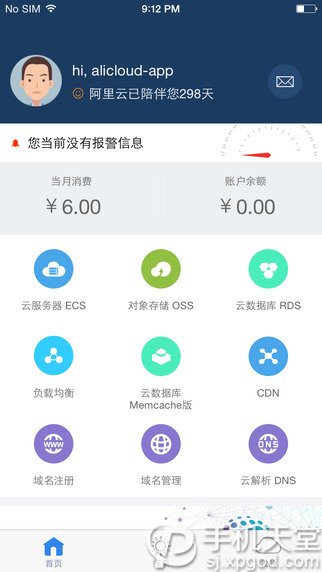 No SIM
9:12 PM
hi, alicloud-app
阿里云已陪伴您298天
您当前没有报警信息
当月消费
账户余额
￥6.00
￥0.00
云服务器 ECS
对象存储 OSS
云数据库 RDS
负载均衡
云数据库
Memcache版
CDN
WWW
DNS
域名注册
域名管理
云解析 DNS
首页
手机天堂
sj.xpgod.com